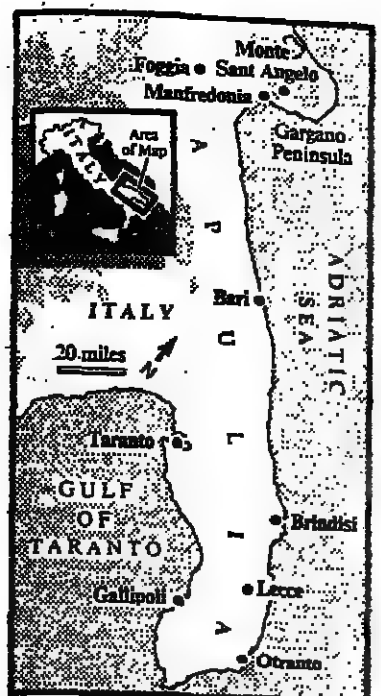 Monte
Sant Angelo
Foggia
Manfredonia
Gargano
Peninsula
Area
of Map
ITALY
APULIA
ADRIATIC
SEA
Bari
ITALY
20 miles
N
Taranto
GULF
OF
TARANTO
Brindisi
Gallipoli
Lecce
Otranto